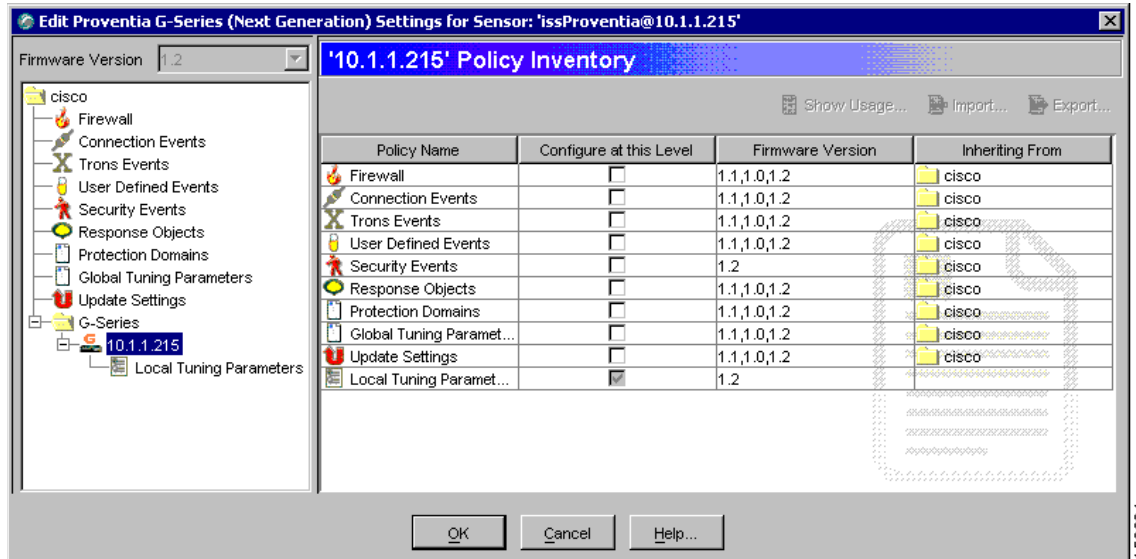 Edit Proventia G-Series (Next Generation) Settings for Sensor: 'issProventia@10.1.1.215'
Firmware Version 1.2
cisco
Firewall
Connection Events
Trons Events
User Defined Events
Security Events
Response Objects
Protection Domains
Global Tuning Parameters
Update Settings
G-Series
10.1.1.215
Local Tuning Parameters
'10.1.1.215' Policy Inventory
Show Usage... Import... Export...
Policy Name Configure at this Level Firmware Version Inheriting From
Firewall 1.1,1.0,1.2 cisco
Connection Events 1.1,1.0,1.2 cisco
Trons Events 1.1,1.0,1.2 cisco
User Defined Events 1.1,1.0,1.2 cisco
Security Events 1.2 cisco
Response Objects 1.1,1.0,1.2 cisco
Protection Domains 1.1,1.0,1.2 cisco
Global Tuning Paramet... 1.1,1.0,1.2 cisco
Update Settings 1.1,1.0,1.2 cisco
Local Tuning Paramet... 1.2
OK Cancel Help...